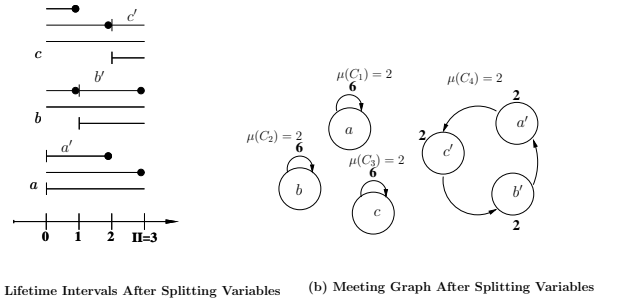 c′
c
b′
b
a′
a
0 1 2 II=3
Lifetime Intervals After Splitting Variables
μ(C₁) = 2
6
a
μ(C₂) = 2
6
b
μ(C₃) = 2
6
c
μ(C₄) = 2
2
a′
2
c′
b′
2
(b) Meeting Graph After Splitting Variables